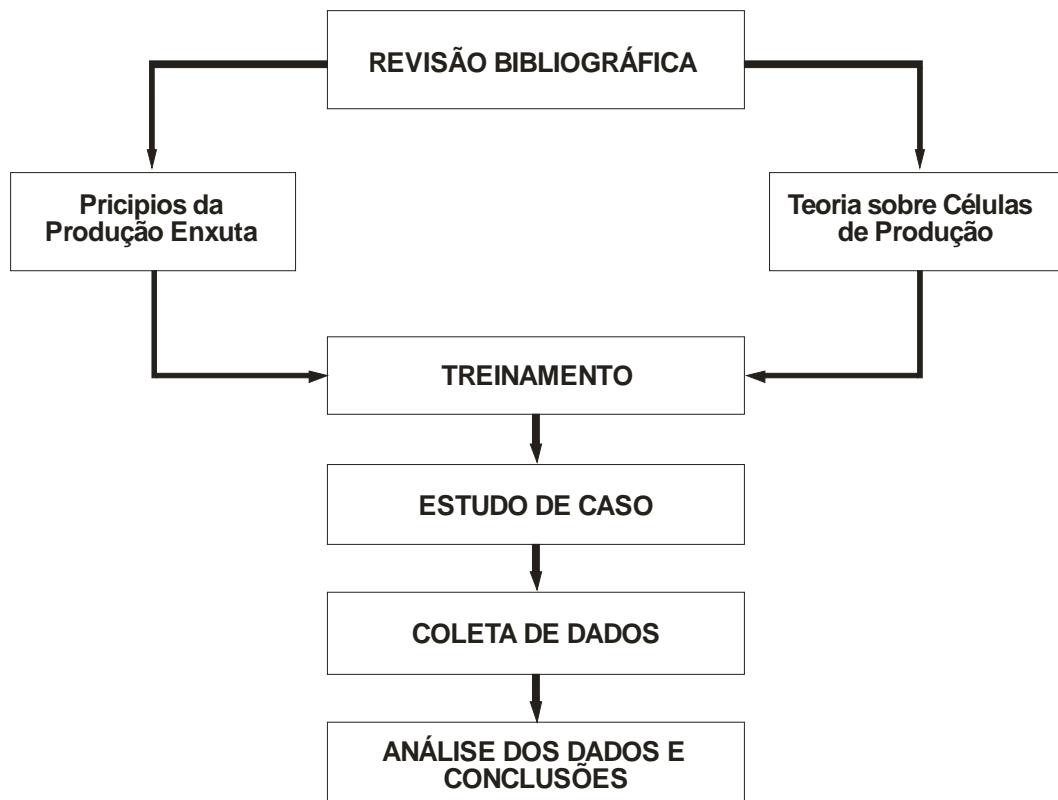 REVISÃO BIBLIOGRÁFICA
Pricipios da
Produção Enxuta
Teoria sobre Células
de Produção
TREINAMENTO
ESTUDO DE CASO
COLETA DE DADOS
ANÁLISE DOS DADOS E
CONCLUSÕES